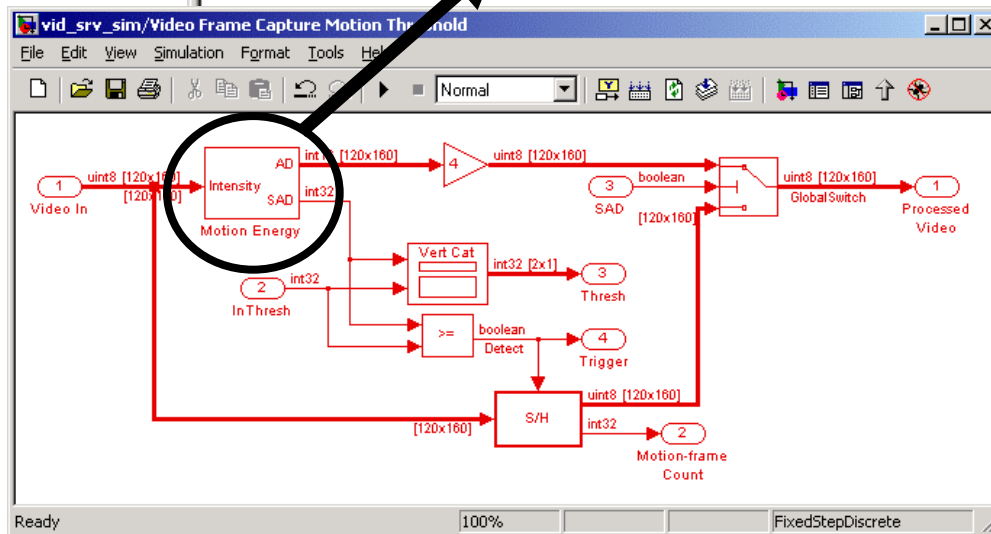 vid_srv_sim/Video Frame Capture Motion Threshold
File Edit View Simulation Format Tools Help
Normal
AD int16 [120x160]
4
uint8 [120x160]
uint8 [120x160]
1
[120x160]
Video In
Intensity
SAD int32
Motion Energy
3
SAD
boolean
[120x160]
uint8 [120x160]
GlobalSwitch
1
Processed
Video
Vert Cat
int32 [2x1]
3
Thresh
2
int32
InThresh
>=
boolean
Detect
4
Trigger
S/H
[120x160]
uint8 [120x160]
int32
2
Motion-frame
Count
Ready 100% FixedStepDiscrete